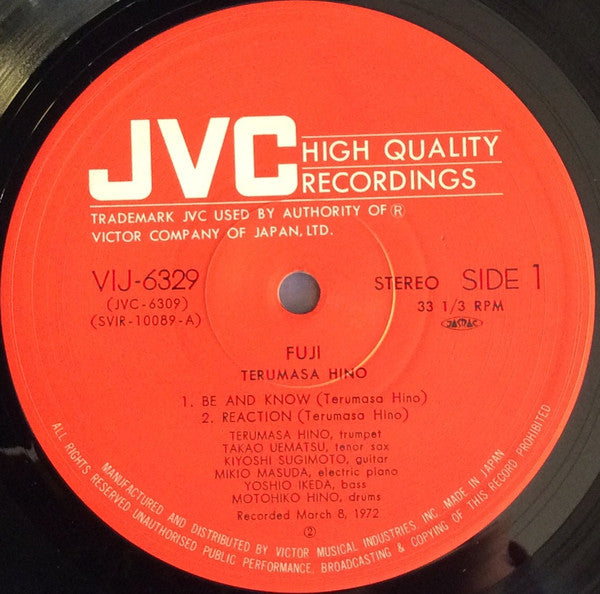 JVC
HIGH QUALITY
RECORDINGS
TRADEMARK JVC USED BY AUTHORITY OF ®
VICTOR COMPANY OF JAPAN, LTD.
VIJ-6329
(JVC-6309)
(SVIR-10089-A)
STEREO SIDE 1
33 1/3 RPM
JASRAC
FUJI
TERUMASA HINO
1. BE AND KNOW (Terumasa Hino)
2. REACTION (Terumasa Hino)
TERUMASA HINO, trumpet
TAKAO UEMATSU, tenor sax
KIYOSHI SUGIMOTO, guitar
MIKIO MASUDA, electric piano
YOSHIO IKEDA, bass
MOTOHIKO HINO, drums
Recorded March 8, 1972
②
MANUFACTURED AND DISTRIBUTED BY VICTOR MUSICAL INDUSTRIES, INC. MADE IN JAPAN
ALL RIGHTS RESERVED UNAUTHORISED PUBLIC PERFORMANCE, BROADCASTING & COPYING OF THIS RECORD PROHIBITED